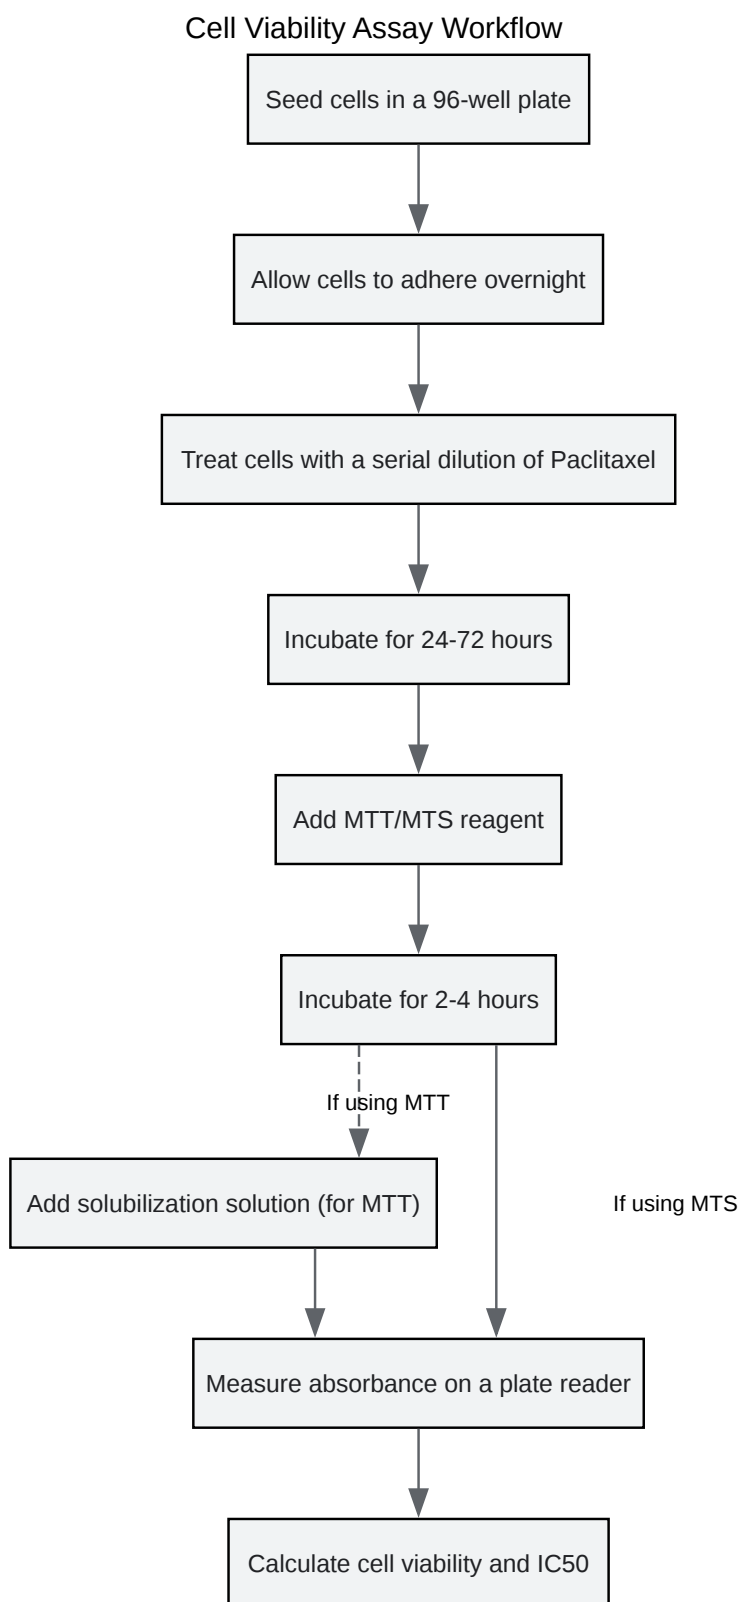 Cell Viability Assay Workflow
Seed cells in a 96-well plate
Allow cells to adhere overnight
Treat cells with a serial dilution of Paclitaxel
Incubate for 24-72 hours
Add MTT/MTS reagent
Incubate for 2-4 hours
If using MTT
Add solubilization solution (for MTT)
If using MTS
Measure absorbance on a plate reader
Calculate cell viability and IC50